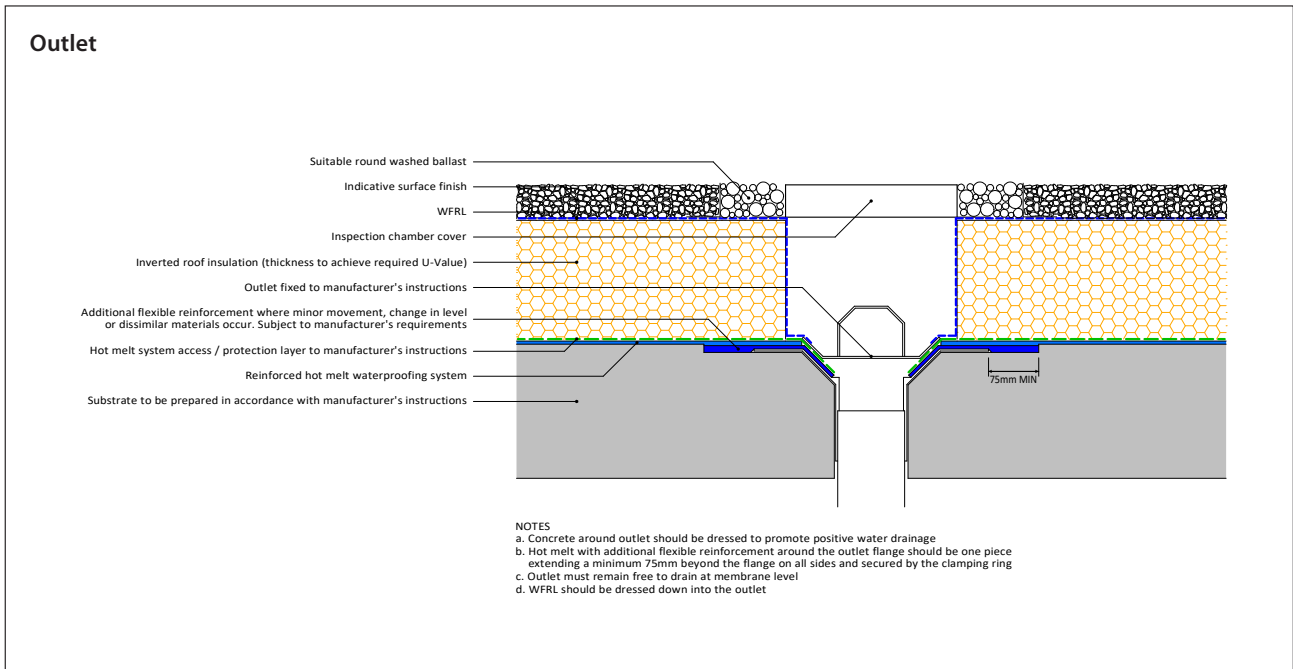 Outlet
Suitable round washed ballast
Indicative surface finish
WFRL
Inspection chamber cover
Inverted roof insulation (thickness to achieve required U-Value)
Outlet fixed to manufacturer's instructions
Additional flexible reinforcement where minor movement, change in level
or dissimilar materials occur. Subject to manufacturer's requirements
Hot melt system access / protection layer to manufacturer's instructions
Reinforced hot melt waterproofing system
75mm MIN
Substrate to be prepared in accordance with manufacturer's instructions
NOTES
a. Concrete around outlet should be dressed to promote positive water drainage
b. Hot melt with additional flexible reinforcement around the outlet flange should be one piece
extending a minimum 75mm beyond the flange on all sides and secured by the clamping ring
c. Outlet must remain free to drain at membrane level
d. WFRL should be dressed down into the outlet